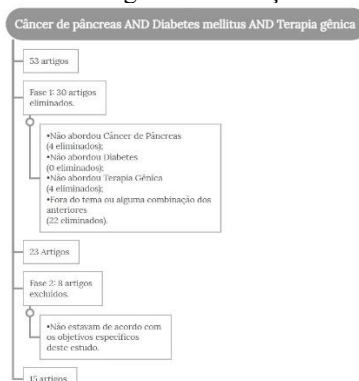 Câncer de pâncreas AND Diabetes mellitus AND Terapia gênica
53 artigos
Fase 1: 30 artigos
eliminados.
•Não abordou Câncer de Pâncreas
(4 eliminados);
•Não abordou Diabetes
(0 eliminados);
•Não abordou Terapia Gênica
(4 eliminados);
•Fora do tema ou alguma combinação dos
anteriores
(22 eliminados).
23 Artigos
Fase 2: 8 artigos
excluídos.
•Não estavam de acordo com
os objetivos específicos
deste estudo.
15 artigos